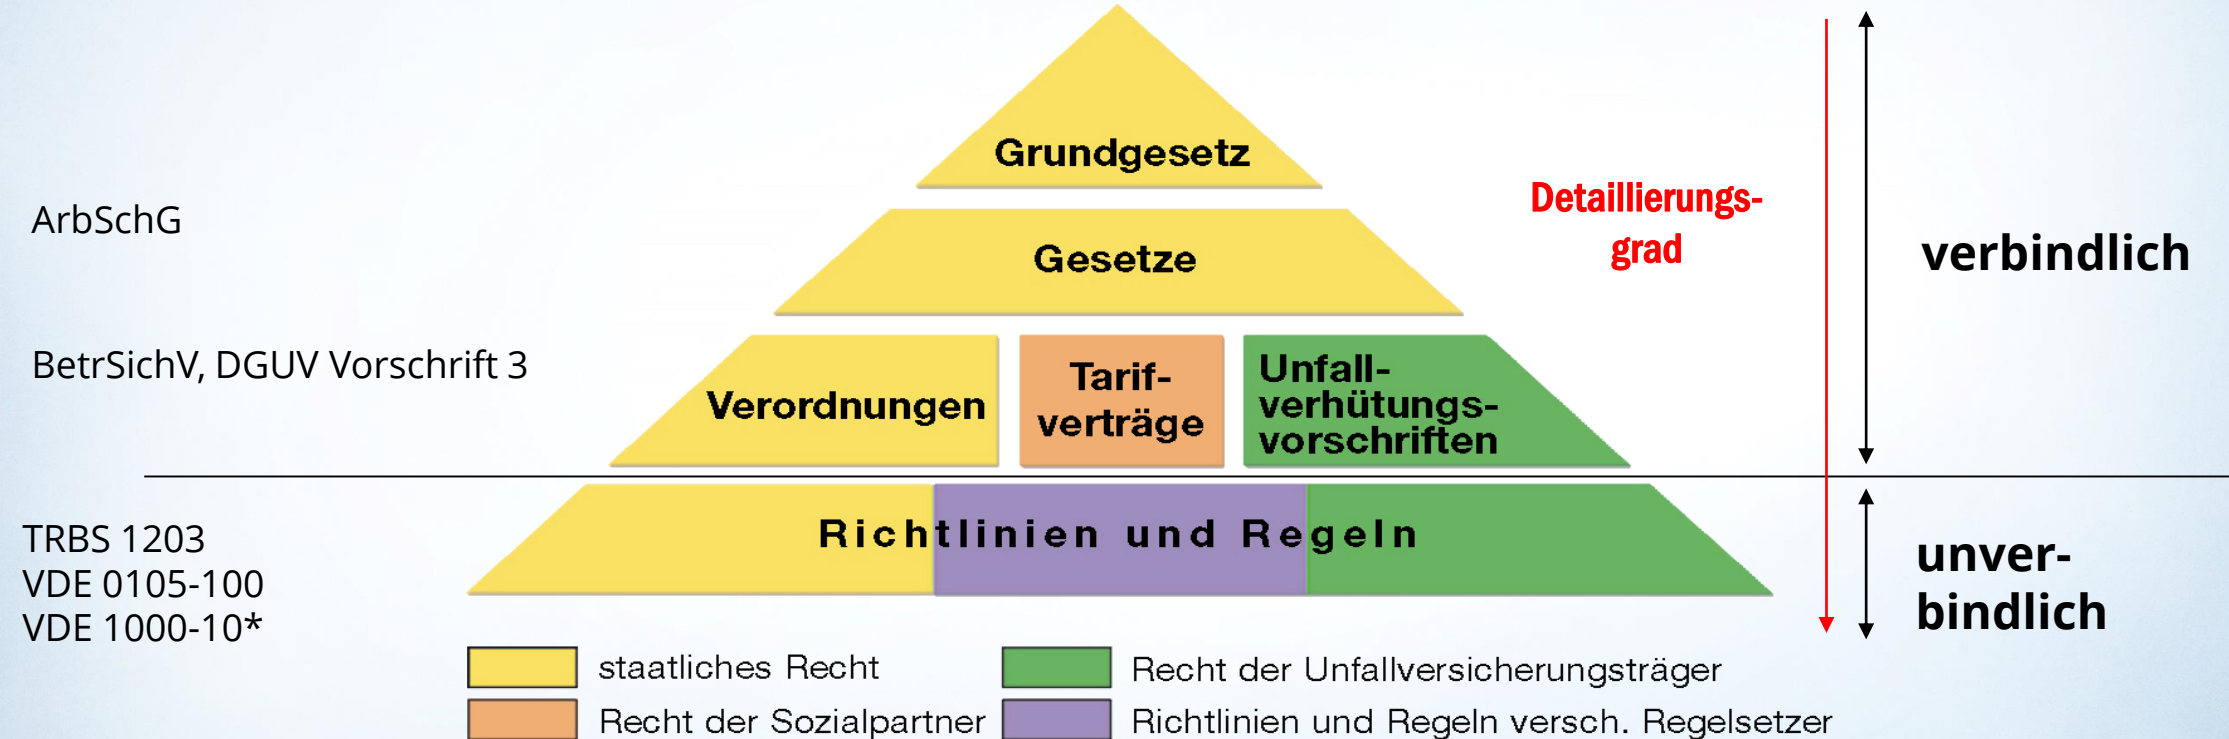 Grundgesetz
ArbSchG
Gesetze
Detaillierungs-
grad
verbindlich
BetrSichV, DGUV Vorschrift 3
Verordnungen
Tarif-
verträge
Unfall-
verhütungs-
vorschriften
TRBS 1203
VDE 0105-100
VDE 1000-10*
Richtlinien und Regeln
unver-
bindlich
staatliches Recht
Recht der Unfallversicherungsträger
Recht der Sozialpartner
Richtlinien und Regeln versch. Regelsetzer